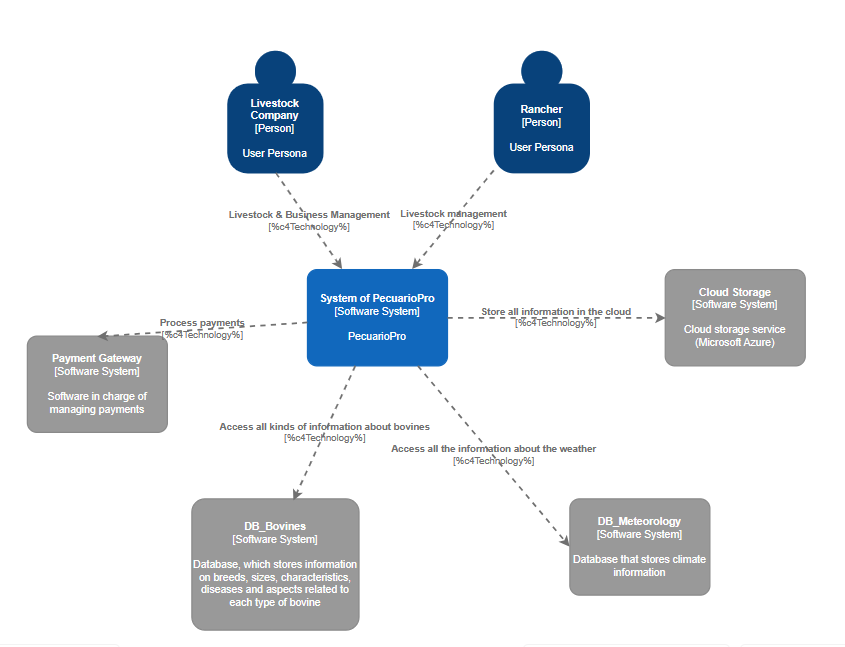 Livestock
Company
[Person]
User Persona
Rancher
[Person]
User Persona
Livestock & Business Management
[%c4Technology%]
Livestock management
[%c4Technology%]
System of PecuarioPro
[Software System]
PecuarioPro
Store all information in the cloud
[%c4Technology%]
Cloud Storage
[Software System]
Cloud storage service
(Microsoft Azure)
Process payments
[%c4Technology%]
Payment Gateway
[Software System]
Software in charge of
managing payments
Access all kinds of information about bovines
[%c4Technology%]
Access all the information about the weather
[%c4Technology%]
DB_Bovines
[Software System]
Database, which stores information
on breeds, sizes, characteristics,
diseases and aspects related to
each type of bovine
DB_Meteorology
[Software System]
Database that stores climate
information